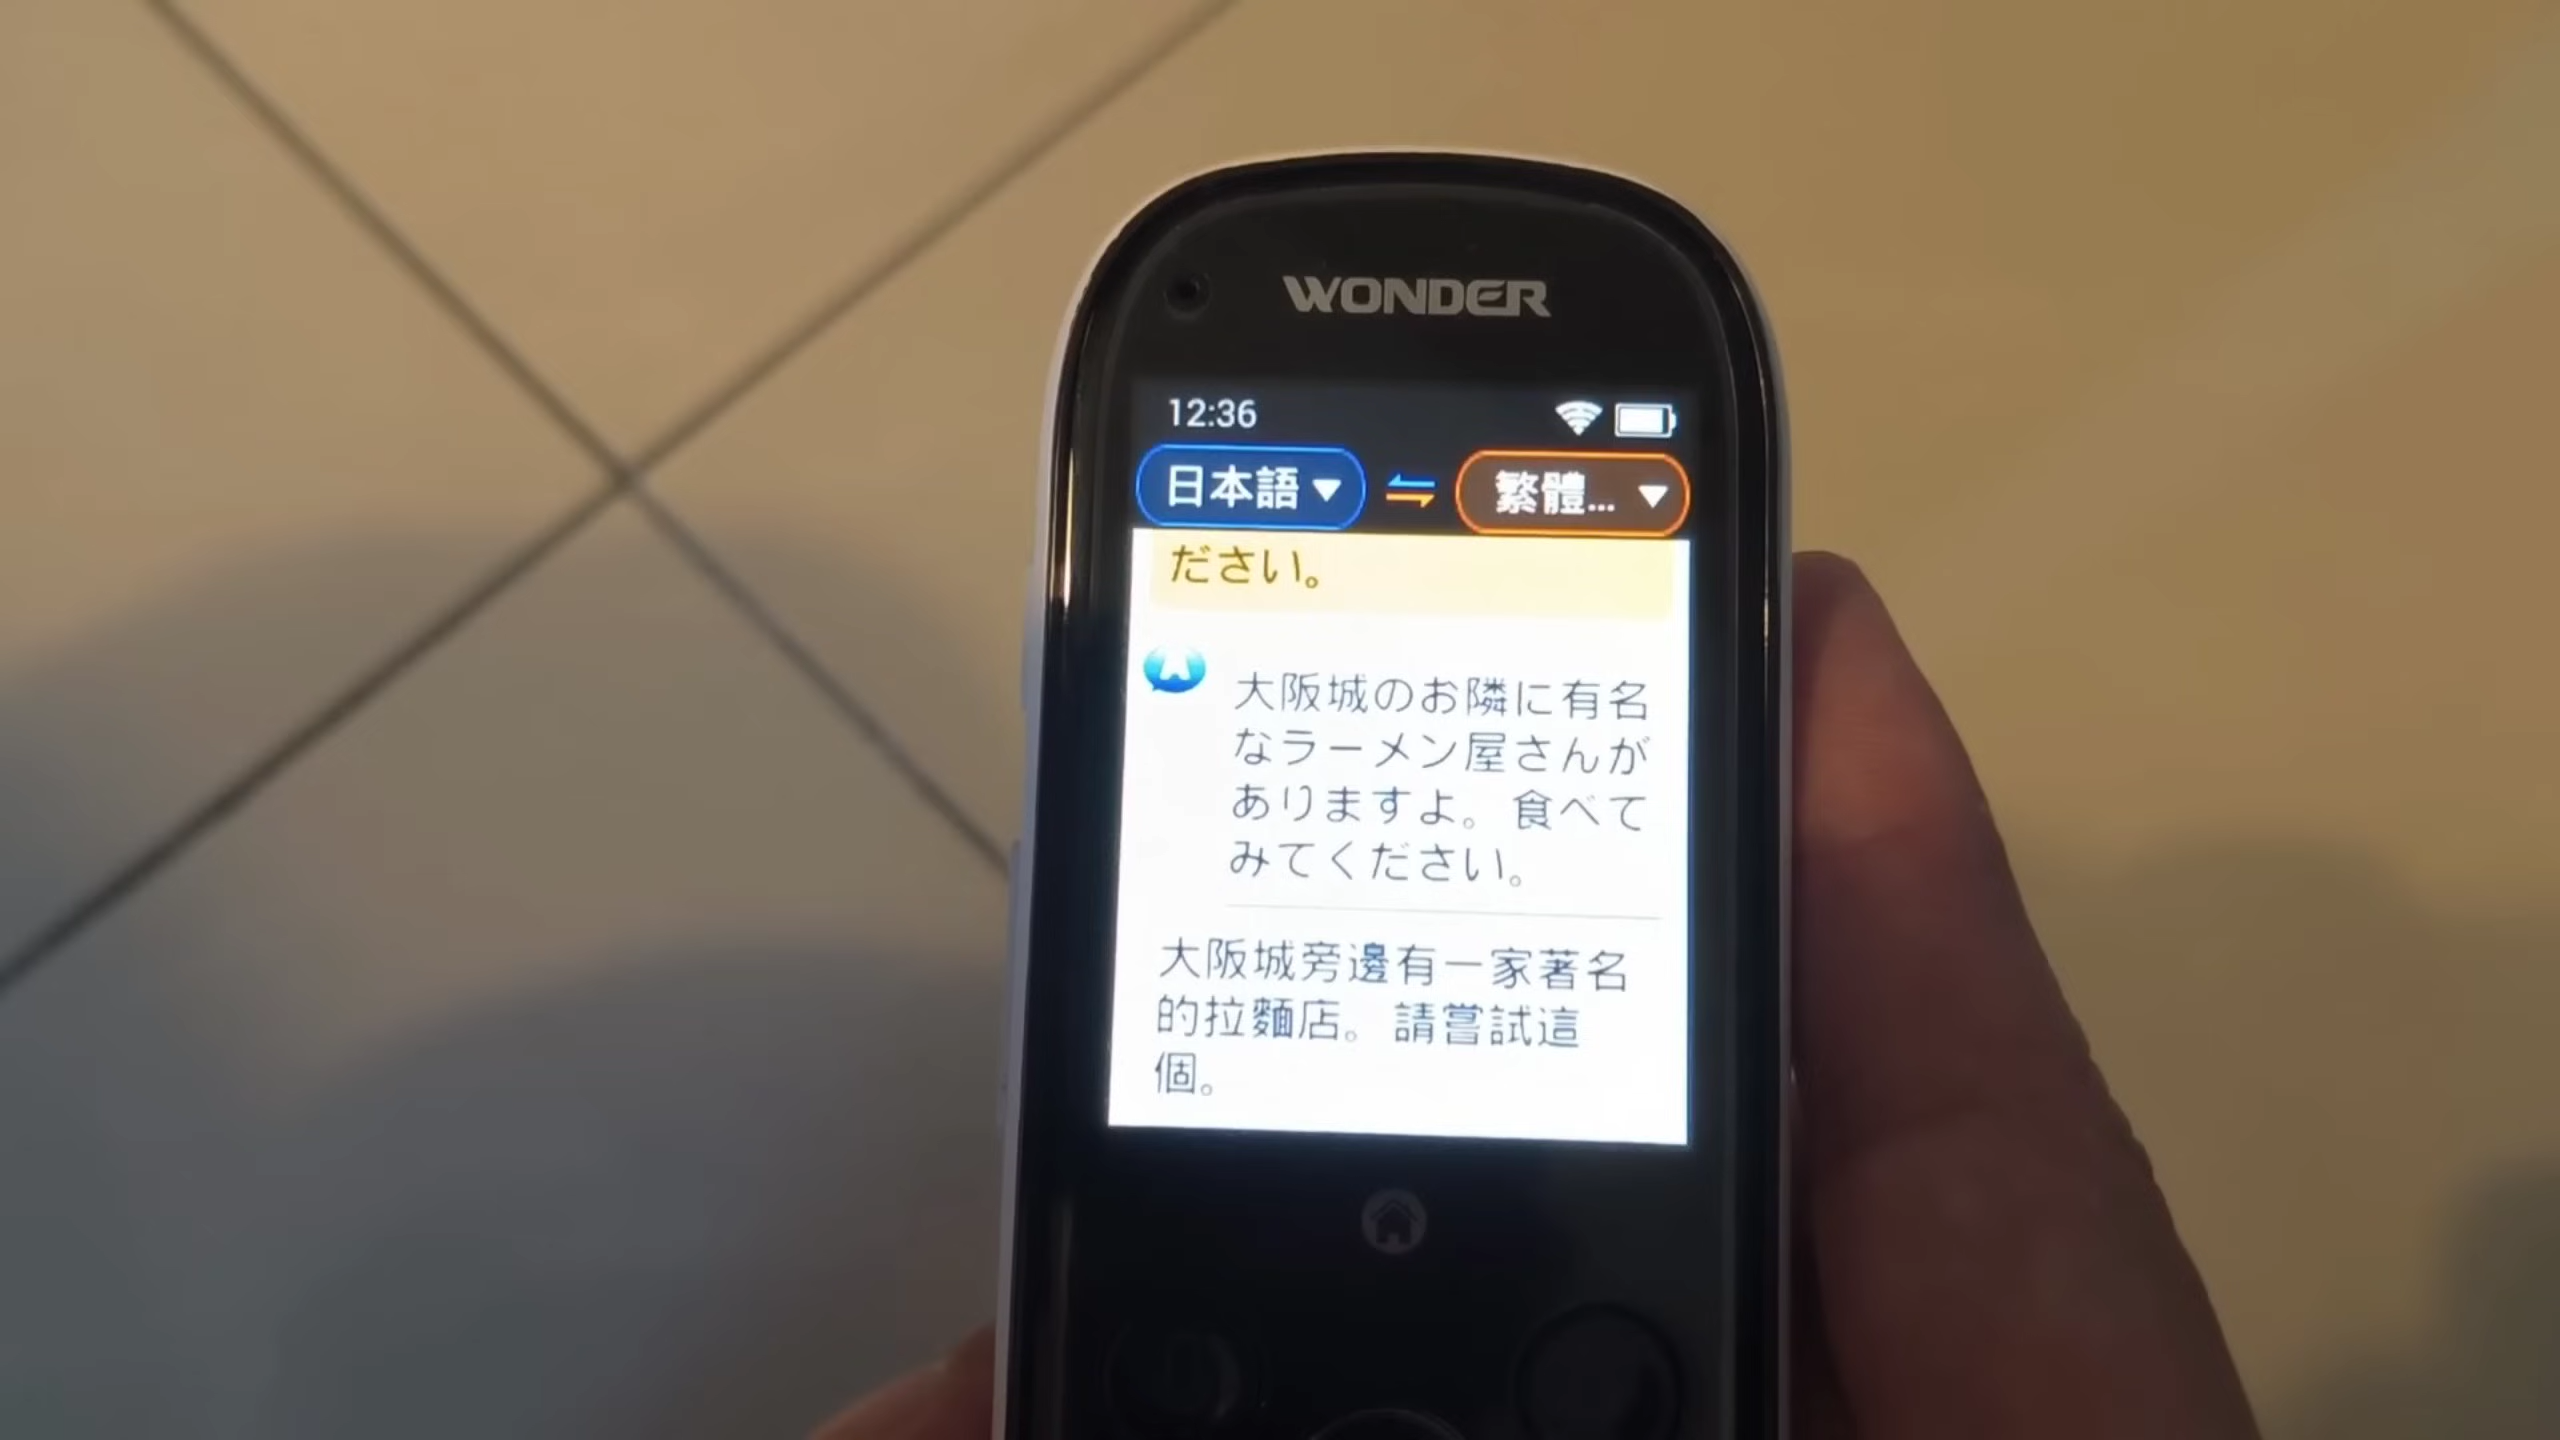 WONDER
12:36
日本語
繁體...
ださい。
大阪城のお隣に有名
なラーメン屋さんが
ありますよ。食べて
みてください。
大阪城旁邊有一家著名
的拉麵店。請嘗試這
個。